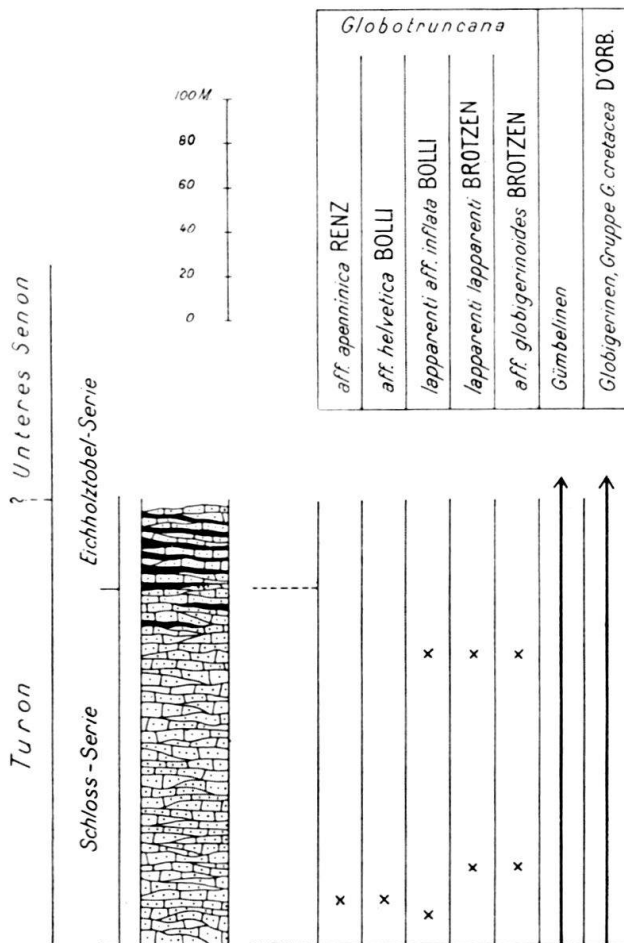 Globotruncana
aff. apenninica RENZ
aff. helvetica BOLLI
lapparenti aff. inflata BOLLI
lapparenti lapparenti BROTZEN
aff. globigerinoides BROTZEN
Gümbelinen
Globigerinen, Gruppe G. cretacea D'ORB.
100 M.
80
60
40
20
0
? Unteres Senon
Turon
Eichholztobel-Serie
Schloss-Serie
x x x
x x
x x x